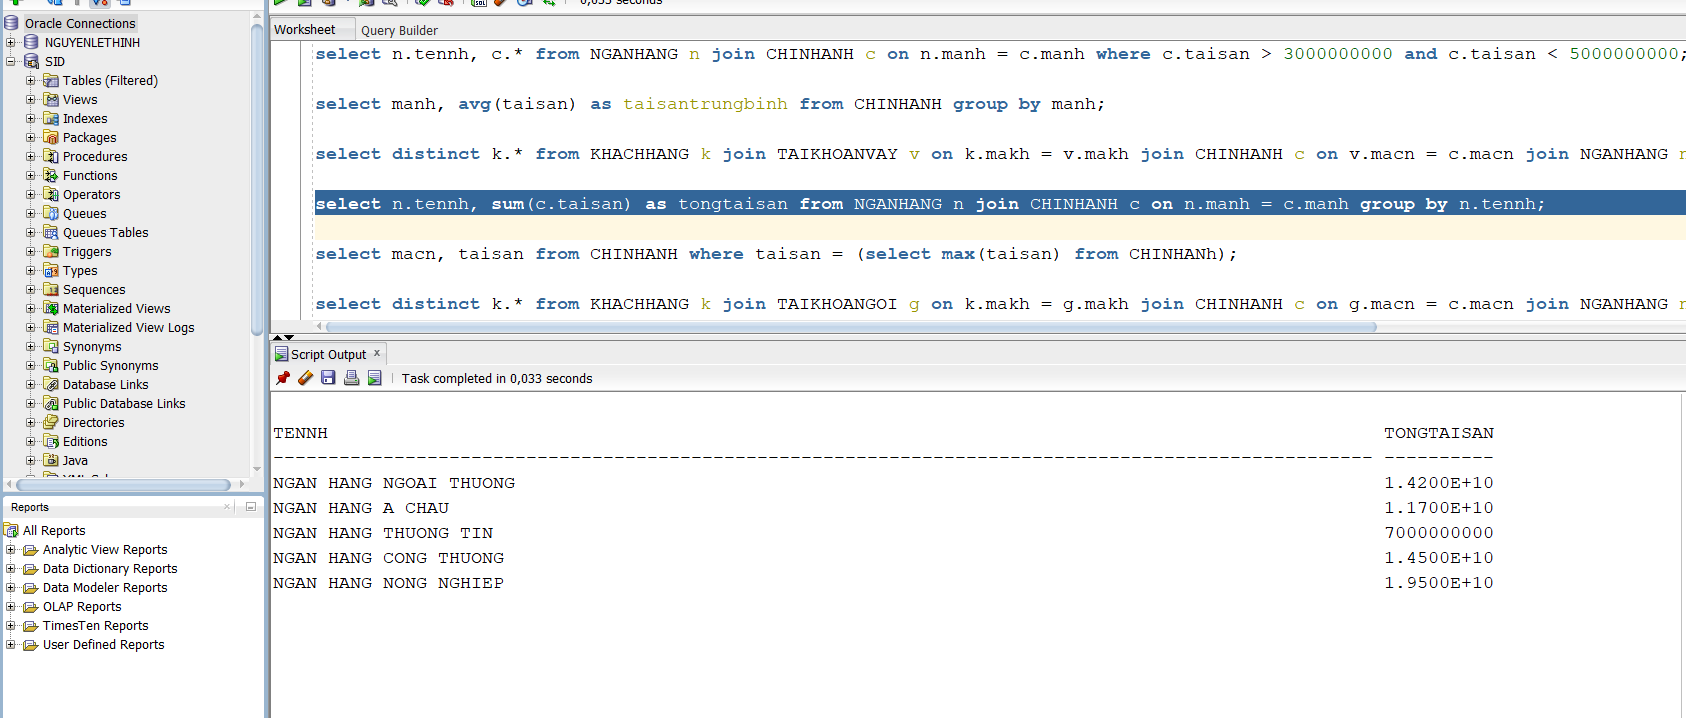 0,033 seconds
Oracle Connections
NGUYENLETHINH
SID
Tables (Filtered)
Views
Indexes
Packages
Procedures
Functions
Operators
Queues
Queues Tables
Triggers
Types
Sequences
Materialized Views
Materialized View Logs
Synonyms
Public Synonyms
Database Links
Public Database Links
Directories
Editions
Java
Reports
All Reports
Analytic View Reports
Data Dictionary Reports
Data Modeler Reports
OLAP Reports
TimesTen Reports
User Defined Reports
Worksheet
Query Builder
select n.tennh, c.* from NGANHANG n join CHINHANH c on n.manh = c.manh where c.taisan > 3000000000 and c.taisan < 5000000000;
select manh, avg(taisan) as taisantrungbinh from CHINHANH group by manh;
select distinct k.* from KHACHHANG k join TAIKHOANVAY v on k.makh = v.makh join CHINHANH c on v.macn = c.macn join NGANHANG n
select n.tennh, sum(c.taisan) as tongtaisan from NGANHANG n join CHINHANH c on n.manh = c.manh group by n.tennh;
select macn, taisan from CHINHANH where taisan = (select max(taisan) from CHINHANh);
select distinct k.* from KHACHHANG k join TAIKHOANGOI g on k.makh = g.makh join CHINHANH c on g.macn = c.macn join NGANHANG n
Script Output x
Task completed in 0,033 seconds
TENNH TONGTAISAN
---------------------------------------------------------------------------------------------------- ----------
NGAN HANG NGOAI THUONG 1.4200E+10
NGAN HANG A CHAU 1.1700E+10
NGAN HANG THUONG TIN 7000000000
NGAN HANG CONG THUONG 1.4500E+10
NGAN HANG NONG NGHIEP 1.9500E+10